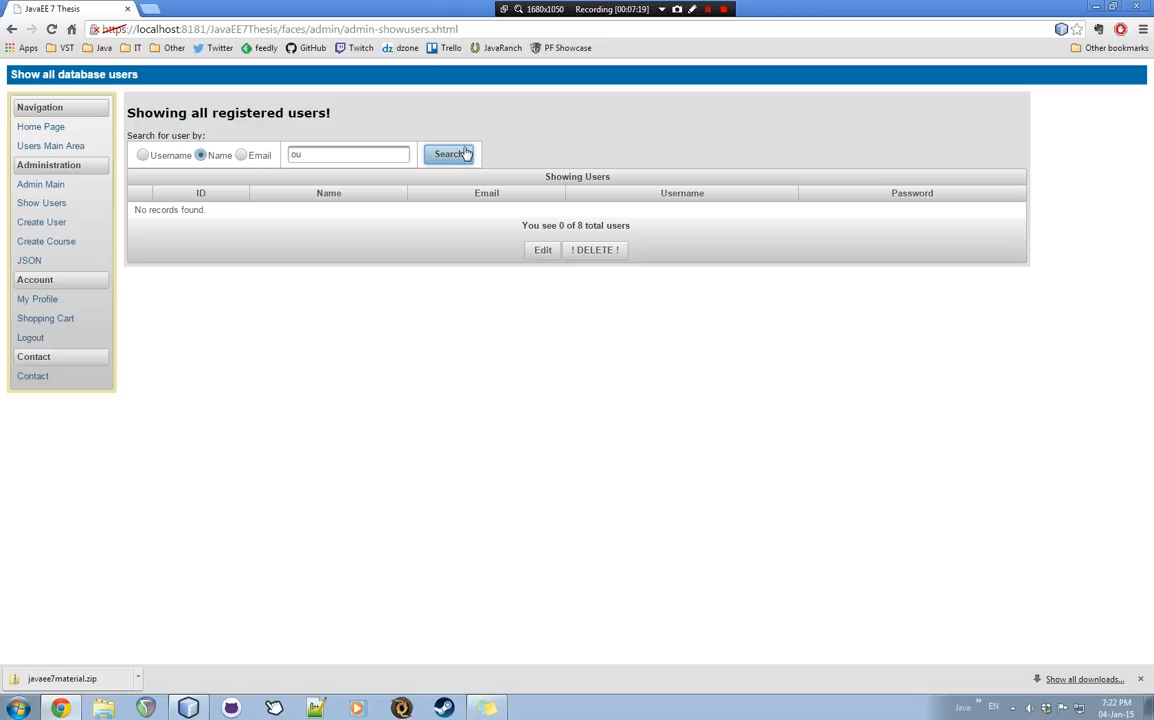 JavaEE 7 Thesis
1680x1050 Recording [00:07:19]
https://localhost:8181/JavaEE7Thesis/faces/admin/admin-showusers.xhtml
Apps VST Java IT Other Twitter feedly GitHub Twitch dzone Trello JavaRanch PF Showcase Other bookmarks
Show all database users
Navigation
Home Page
Users Main Area
Administration
Admin Main
Show Users
Create User
Create Course
JSON
Account
My Profile
Shopping Cart
Logout
Contact
Contact
Showing all registered users!
Search for user by:
Username Name Email ou Search
Showing Users
ID Name Email Username Password
No records found.
You see 0 of 8 total users
Edit ! DELETE !
javaee7material.zip
Show all downloads...
Java EN 7:22 PM
04-Jan-15